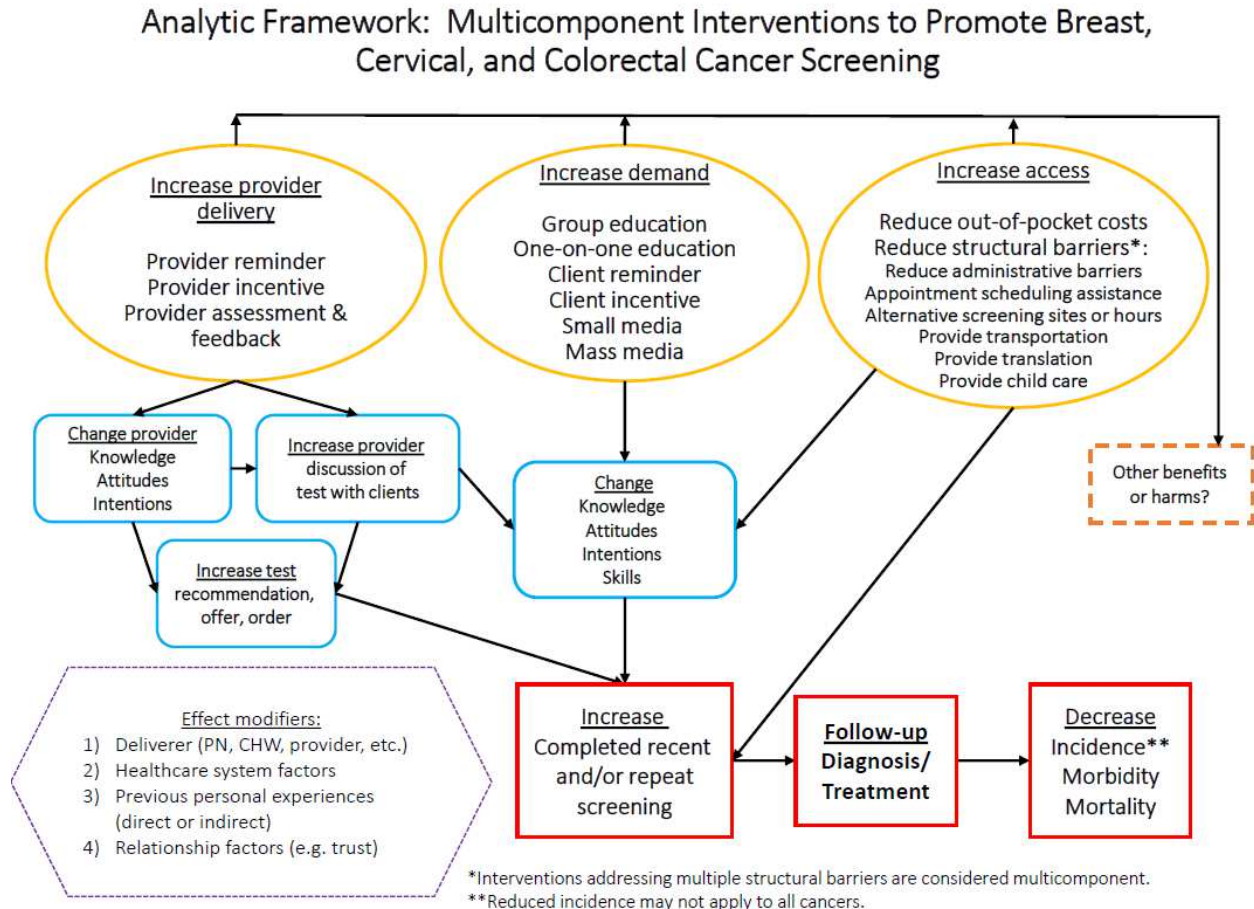 Analytic Framework: Multicomponent Interventions to Promote Breast,
Cervical, and Colorectal Cancer Screening
Increase provider
delivery
Provider reminder
Provider incentive
Provider assessment &
feedback
Increase demand
Group education
One-on-one education
Client reminder
Client incentive
Small media
Mass media
Increase access
Reduce out-of-pocket costs
Reduce structural barriers*:
Reduce administrative barriers
Appointment scheduling assistance
Alternative screening sites or hours
Provide transportation
Provide translation
Provide child care
Change provider
Knowledge
Attitudes
Intentions
Increase provider
discussion of
test with clients
Change
Knowledge
Attitudes
Intentions
Skills
Other benefits
or harms?
Increase test
recommendation,
offer, order
Effect modifiers:
1) Deliverer (PN, CHW, provider, etc.)
2) Healthcare system factors
3) Previous personal experiences
(direct or indirect)
4) Relationship factors (e.g. trust)
Increase
Completed recent
and/or repeat
screening
Follow-up
Diagnosis/
Treatment
Decrease
Incidence**
Morbidity
Mortality
*Interventions addressing multiple structural barriers are considered multicomponent.
**Reduced incidence may not apply to all cancers.